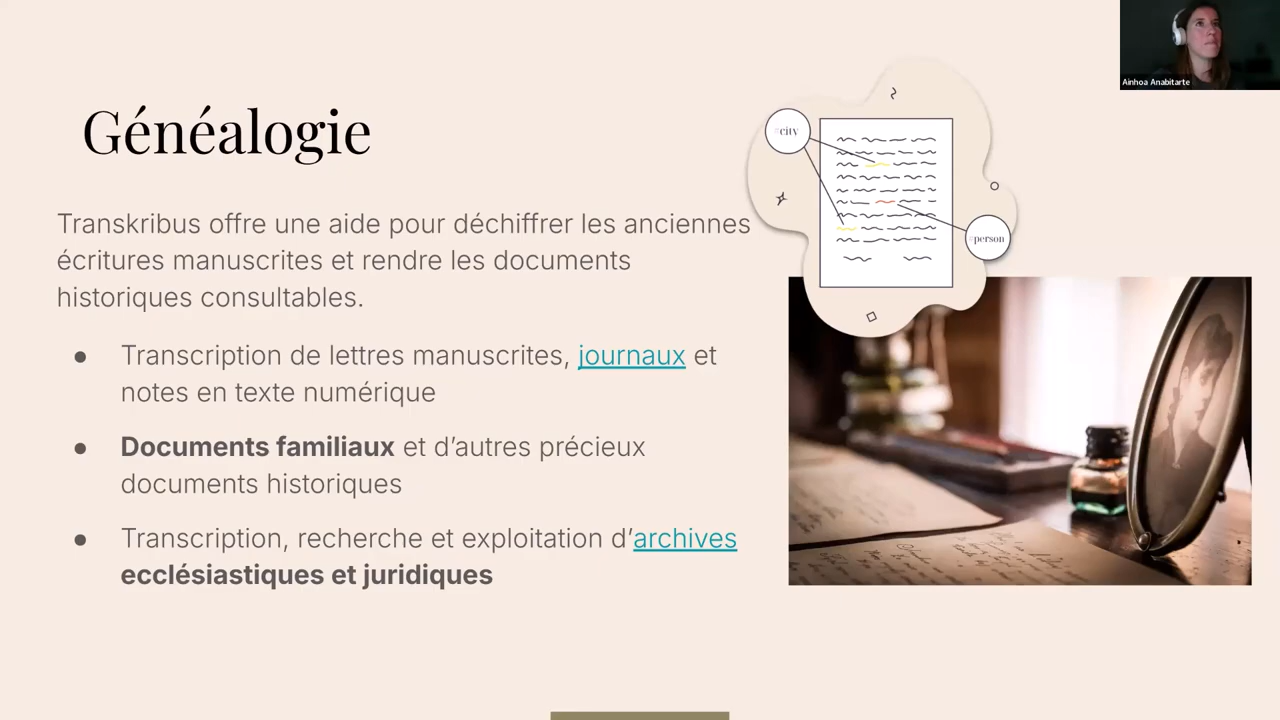 Généalogie
Transkribus offre une aide pour déchiffrer les anciennes
écritures manuscrites et rendre les documents
historiques consultables.
● Transcription de lettres manuscrites, journaux et
notes en texte numérique
● Documents familiaux et d’autres précieux
documents historiques
● Transcription, recherche et exploitation d’archives
ecclésiastiques et juridiques
#city
#person
Ainhoa Anabitarte